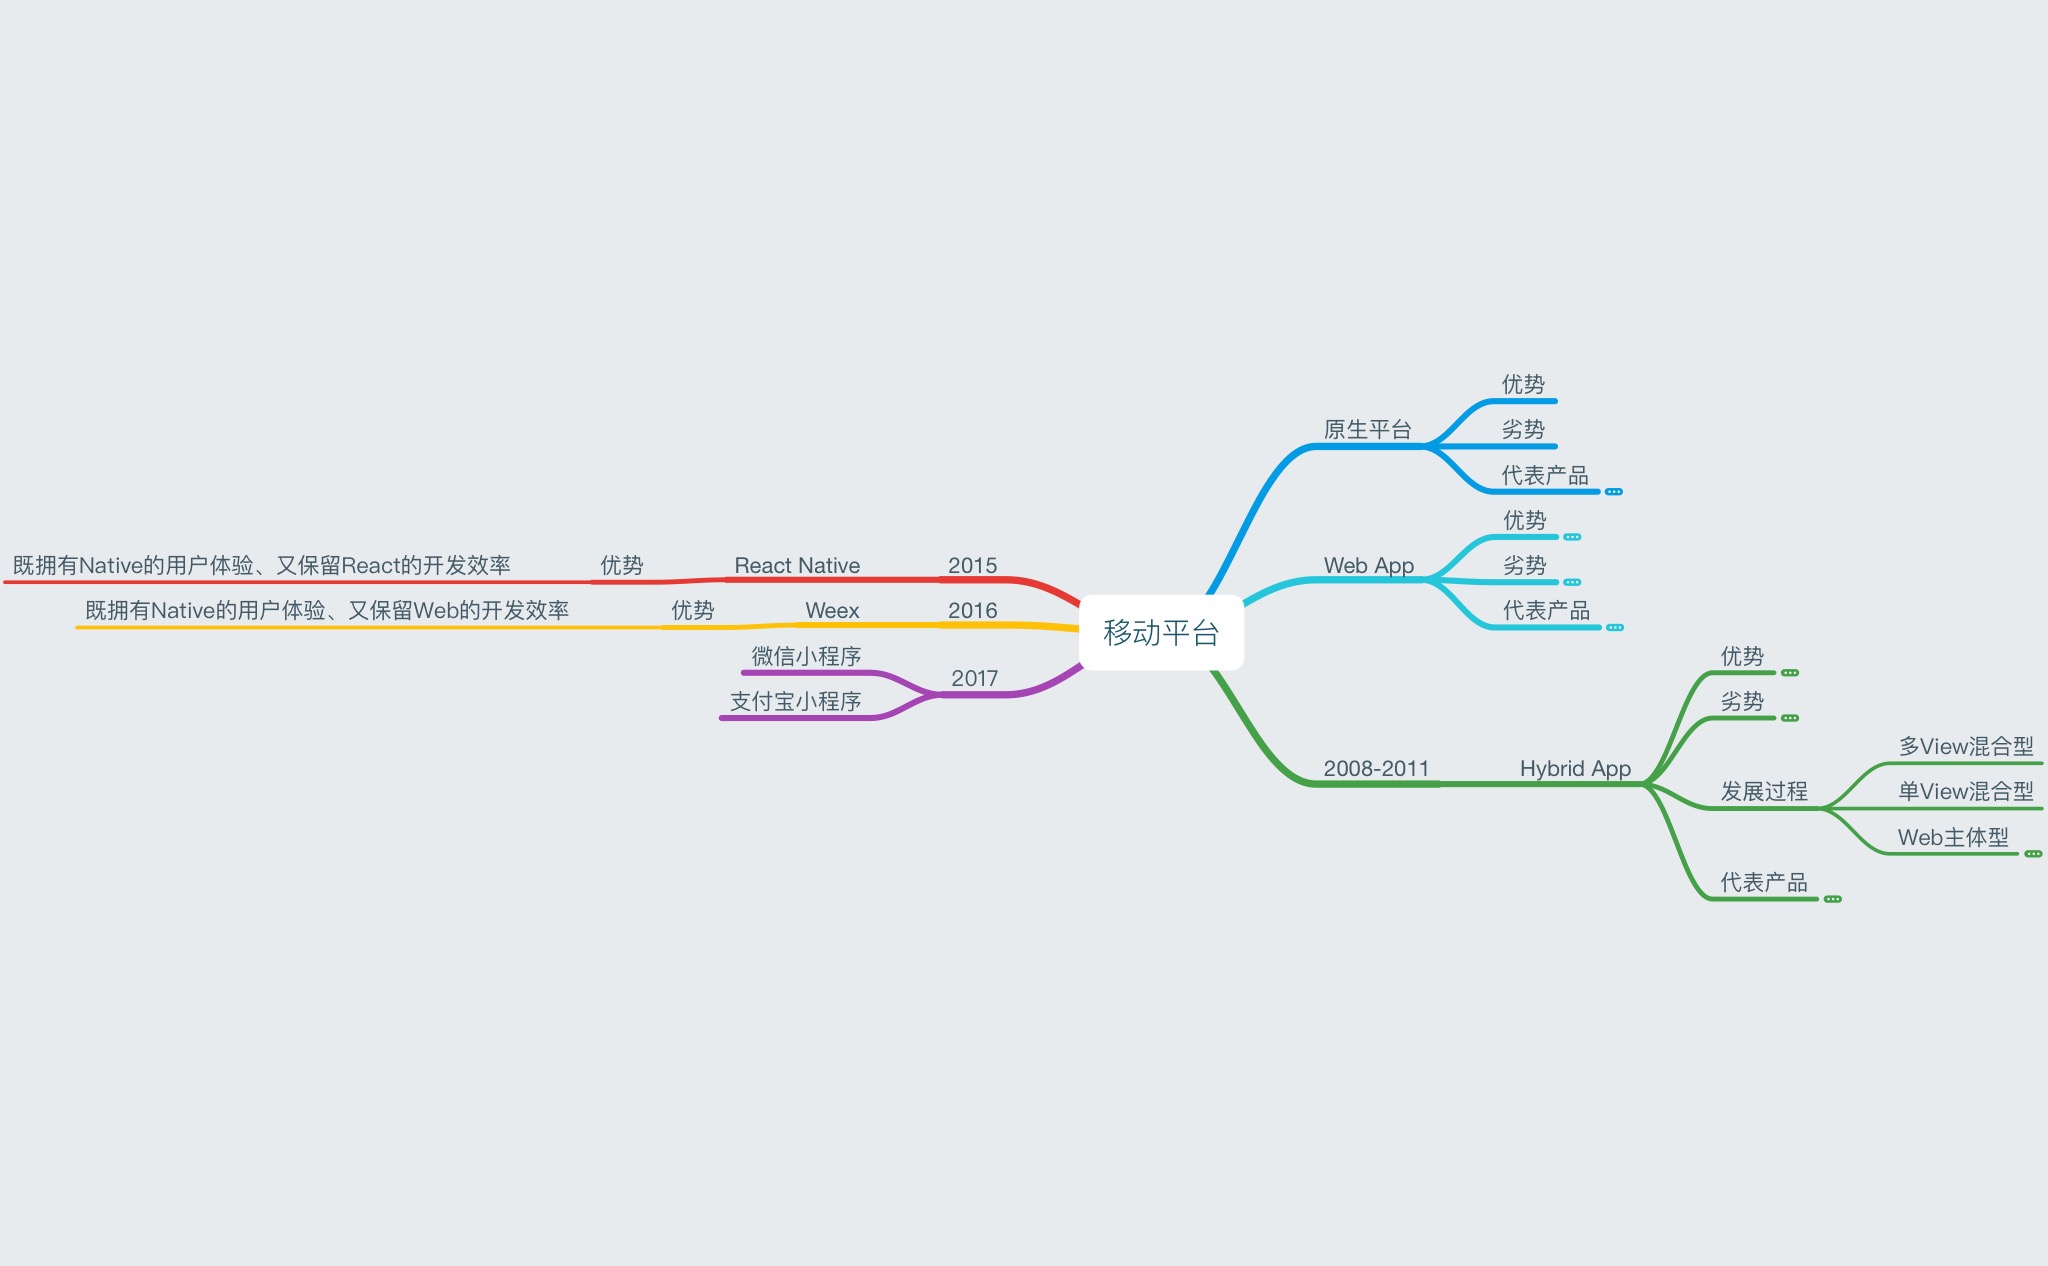 移动平台
原生平台
优势
劣势
代表产品
Web App
优势
劣势
代表产品
2008-2011
Hybrid App
优势
劣势
发展过程
多View混合型
单View混合型
Web主体型
代表产品
2015
React Native
优势
既拥有Native的用户体验、又保留React的开发效率
2016
Weex
优势
既拥有Native的用户体验、又保留Web的开发效率
2017
微信小程序
支付宝小程序